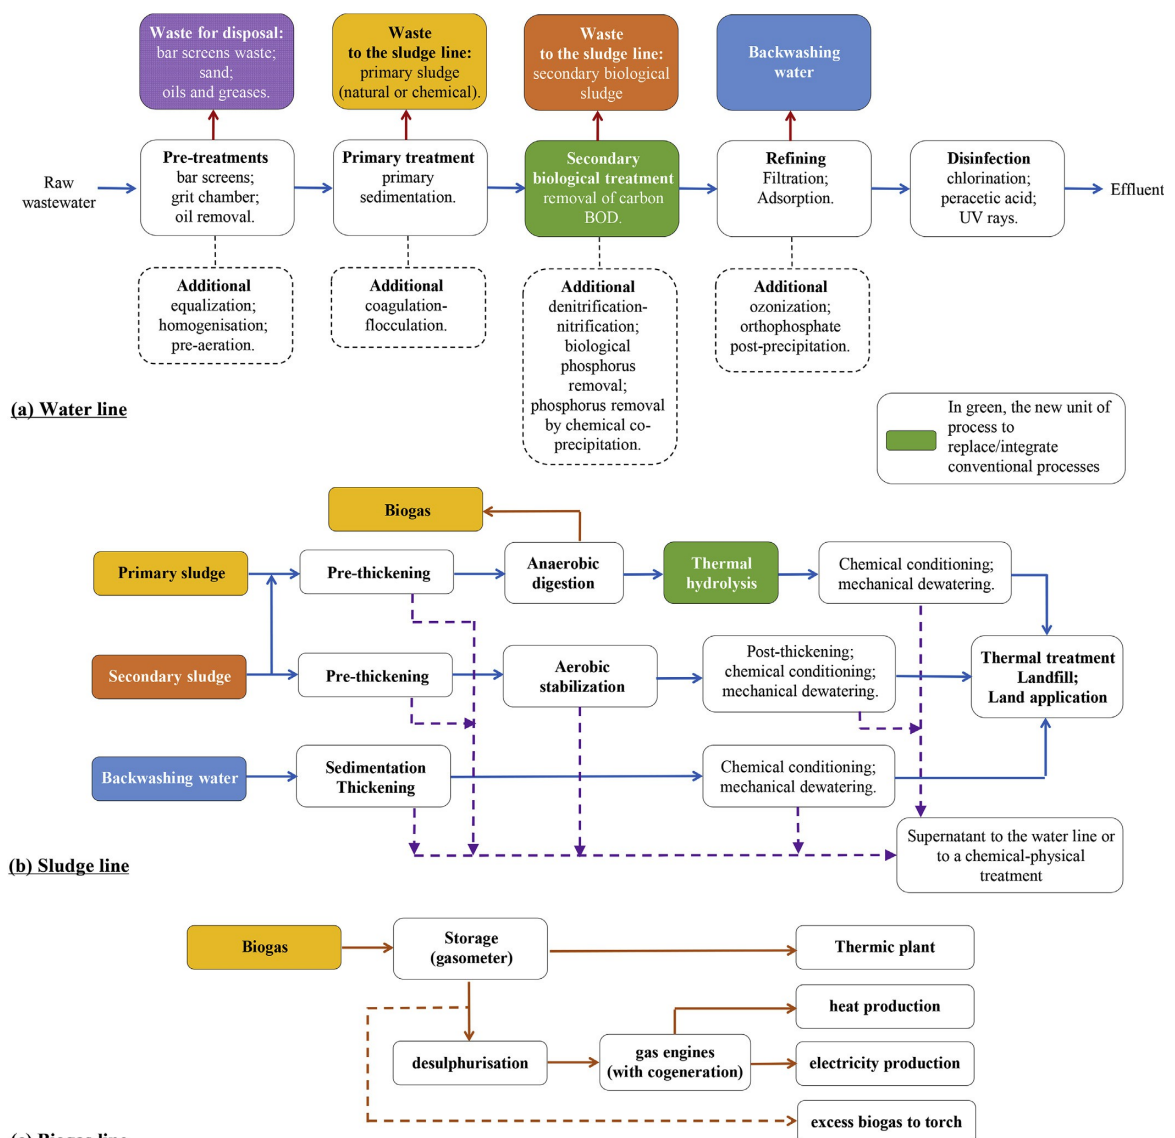 Waste for disposal:
bar screens waste;
sand;
oils and greases.
Waste
to the sludge line:
primary sludge
(natural or chemical).
Waste
to the sludge line:
secondary biological
sludge
Backwashing
water
Raw
wastewater
Pre-treatments
bar screens;
grit chamber;
oil removal.
Primary treatment
primary
sedimentation.
Secondary
biological treatment
removal of carbon
BOD.
Refining
Filtration;
Adsorption.
Disinfection
chlorination;
peracetic acid;
UV rays.
Effluent
Additional
equalization;
homogenisation;
pre-aeration.
Additional
coagulation-
flocculation.
Additional
denitrification-
nitrification;
biological
phosphorus
removal;
phosphorus removal
by chemical co-
precipitation.
Additional
ozonization;
orthophosphate
post-precipitation.
(a) Water line
In green, the new unit of
process to
replace/integrate
conventional processes
Biogas
Primary sludge
Pre-thickening
Anaerobic
digestion
Thermal
hydrolysis
Chemical conditioning;
mechanical dewatering.
Secondary sludge
Pre-thickening
Aerobic
stabilization
Post-thickening;
chemical conditioning;
mechanical dewatering.
Thermal treatment
Landfill;
Land application
Backwashing water
Sedimentation
Thickening
Chemical conditioning;
mechanical dewatering.
Supernatant to the water line or
to a chemical-physical
treatment
(b) Sludge line
Biogas
Storage
(gasometer)
Thermic plant
heat production
desulphurisation
gas engines
(with cogeneration)
electricity production
excess biogas to torch
(c) Biogas line